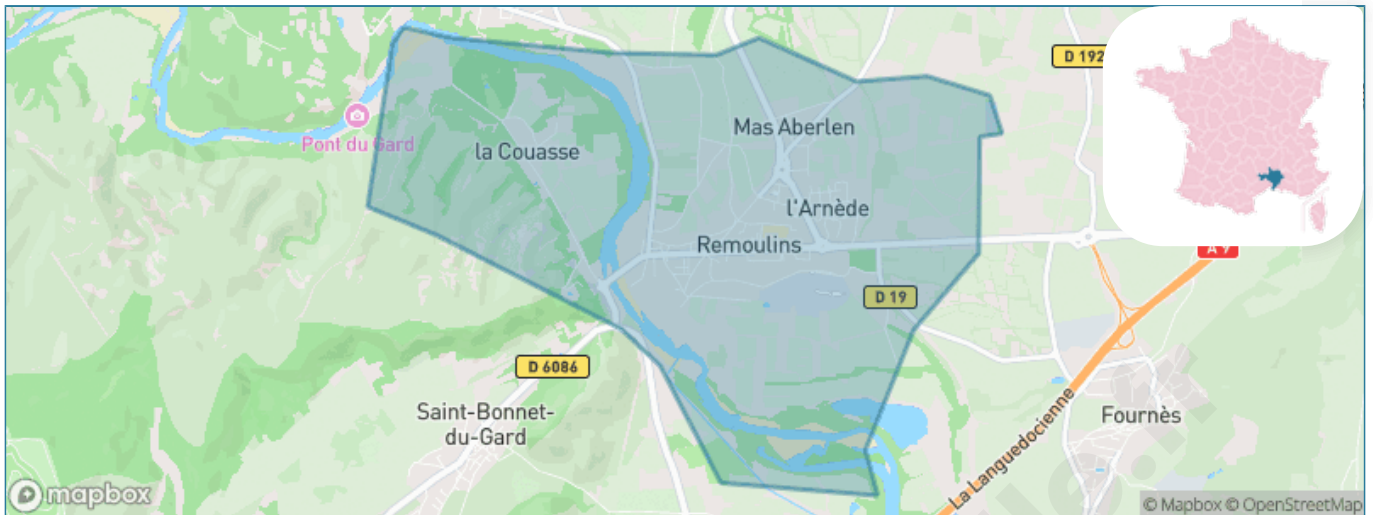 D 192
Mas Aberlen
Pont du Gard
la Couasse
l'Arnède
Remoulins
A 9
D 19
D 6086
Saint-Bonnet-
du-Gard
Fournès
La Languedocienne
mapbox
© Mapbox © OpenStreetMap